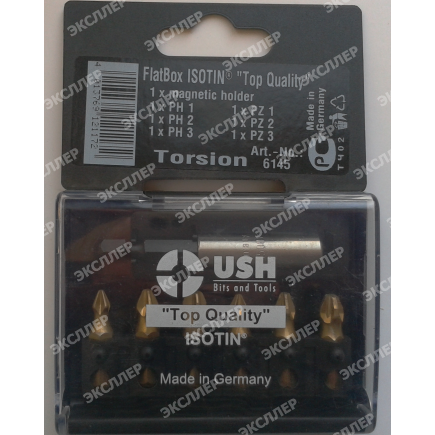 FlatBox ISOTIN® "Top Quality"
1 x magnetic holder
1 x PH 1 1 x PZ 1
1 x PH 2 1 x PZ 2
1 x PH 3 1 x PZ 3
Torsion
Art.-No.:
6145
Made in
Germany
ТЧ02
USH
Bits and Tools
"Top Quality"
ISOTIN®
Made in Germany
ЭКСЛЛЕР